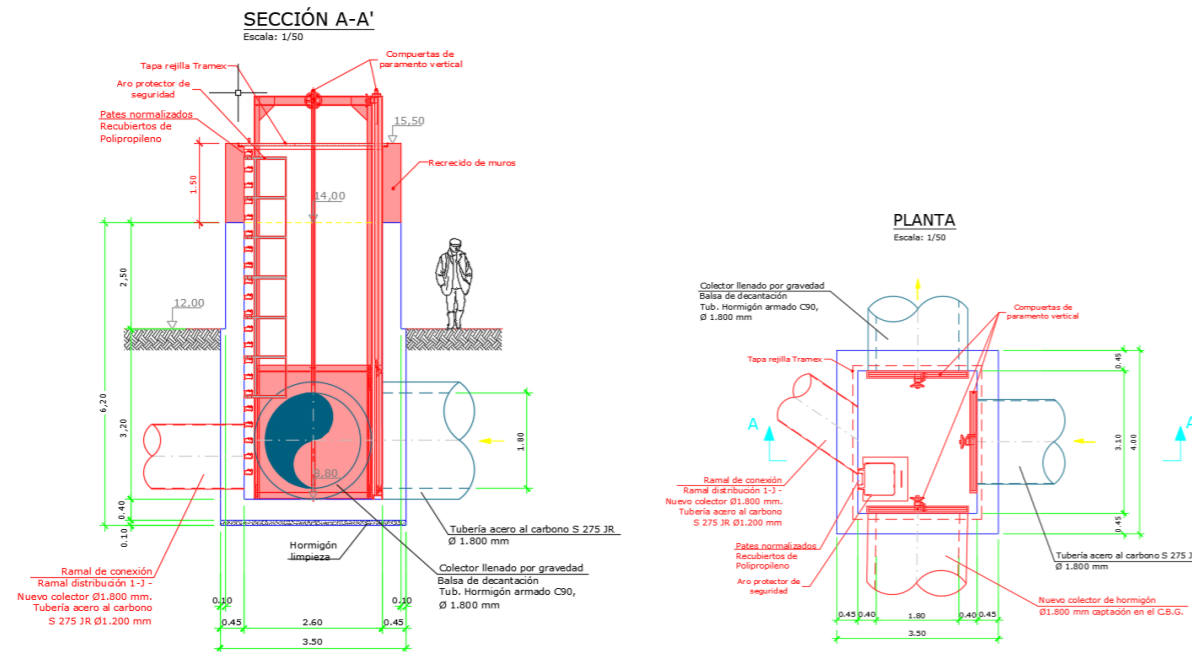 SECCIÓN A-A'
Escala: 1/50
Compuertas de
paramento vertical
Tapa rejilla Tramex
Aro protector de
seguridad
Pates normalizados
Recubiertos de
Polipropileno
15,50
Recrecido de muros
1.50
14,00
2,50
12,00
6,20
3,20
1.80
3,80
0.40
0.10
Tubería acero al carbono S 275 JR
Ø 1.800 mm
Hormigón
limpieza
Colector llenado por gravedad
Balsa de decantación
Tub. Hormigón armado C90,
Ø 1.800 mm
Ramal de conexión
Ramal distribución 1-J -
Nuevo colector Ø1.800 mm.
Tubería acero al carbono
S 275 JR Ø1.200 mm
0.10
0.10
0.45
2.60
0.45
3.50
PLANTA
Escala: 1/50
Colector llenado por gravedad
Balsa de decantación
Tub. Hormigón armado C90,
Ø 1.800 mm
Compuertas de
paramento vertical
Tapa rejilla Tramex
0.45
3.10
4.00
0.45
A
A'
Ramal de conexión
Ramal distribución 1-J -
Nuevo colector Ø1.800 mm.
Tubería acero al carbono
S 275 JR Ø1.200 mm
Pates normalizados
Recubiertos de
Polipropileno
Aro protector de
seguridad
Tubería acero al carbono S 275 J
Ø 1.800 mm
Nuevo colector de hormigón
Ø1.800 mm captación en el C.B.G.
0.45
0.40
1.80
0.40
0.45
3.50